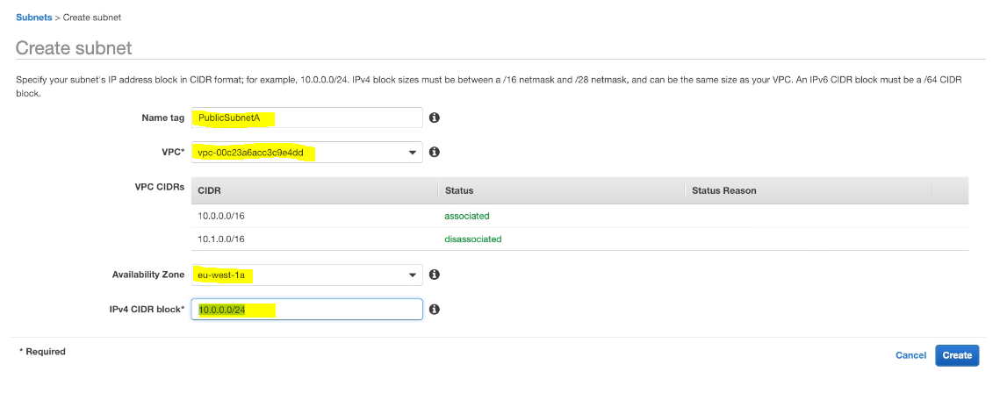 Subnets > Create subnet
Create subnet
Specify your subnet's IP address block in CIDR format; for example, 10.0.0.0/24. IPv4 block sizes must be between a /16 netmask and /28 netmask, and can be the same size as your VPC. An IPv6 CIDR block must be a /64 CIDR
block.
Name tag PublicSubnetA
VPC* vpc-00c23a6acc3c9e4dd
VPC CIDRs CIDR Status Status Reason
10.0.0.0/16 associated
10.1.0.0/16 disassociated
Availability Zone eu-west-1a
IPv4 CIDR block* 10.0.0.0/24
* Required
Cancel Create